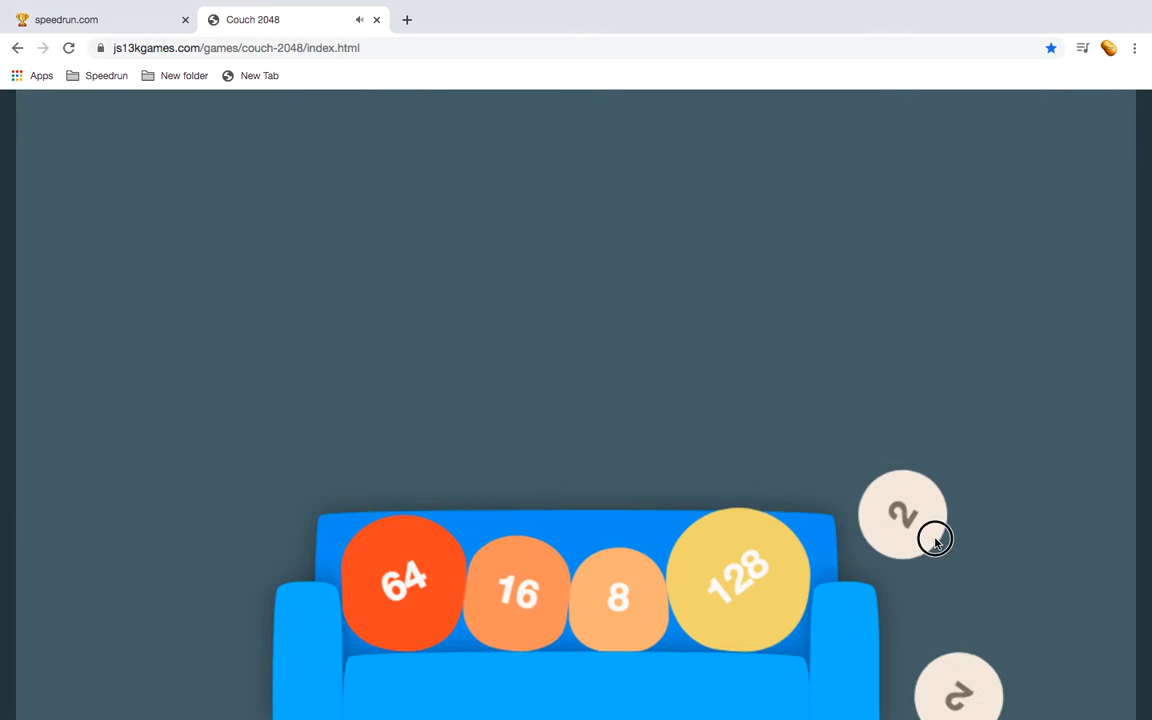 speedrun.com
Couch 2048
js13kgames.com/games/couch-2048/index.html
Apps
Speedrun
New folder
New Tab
2
64
16
8
128
2